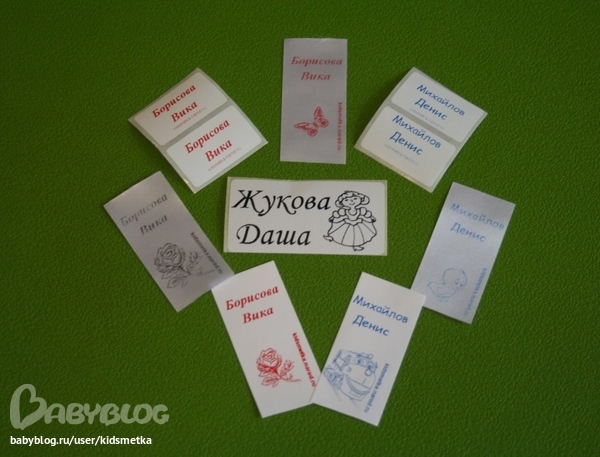 Борисова
Вика
Борисова
Вика
Борисова
Вика
Михайлов
Денис
Михайлов
Денис
Борисова
Вика
Жукова
Даша
Михайлов
Денис
Борисова
Вика
Михайлов
Денис
BABYBLOG
babyblog.ru/user/kidsmetka